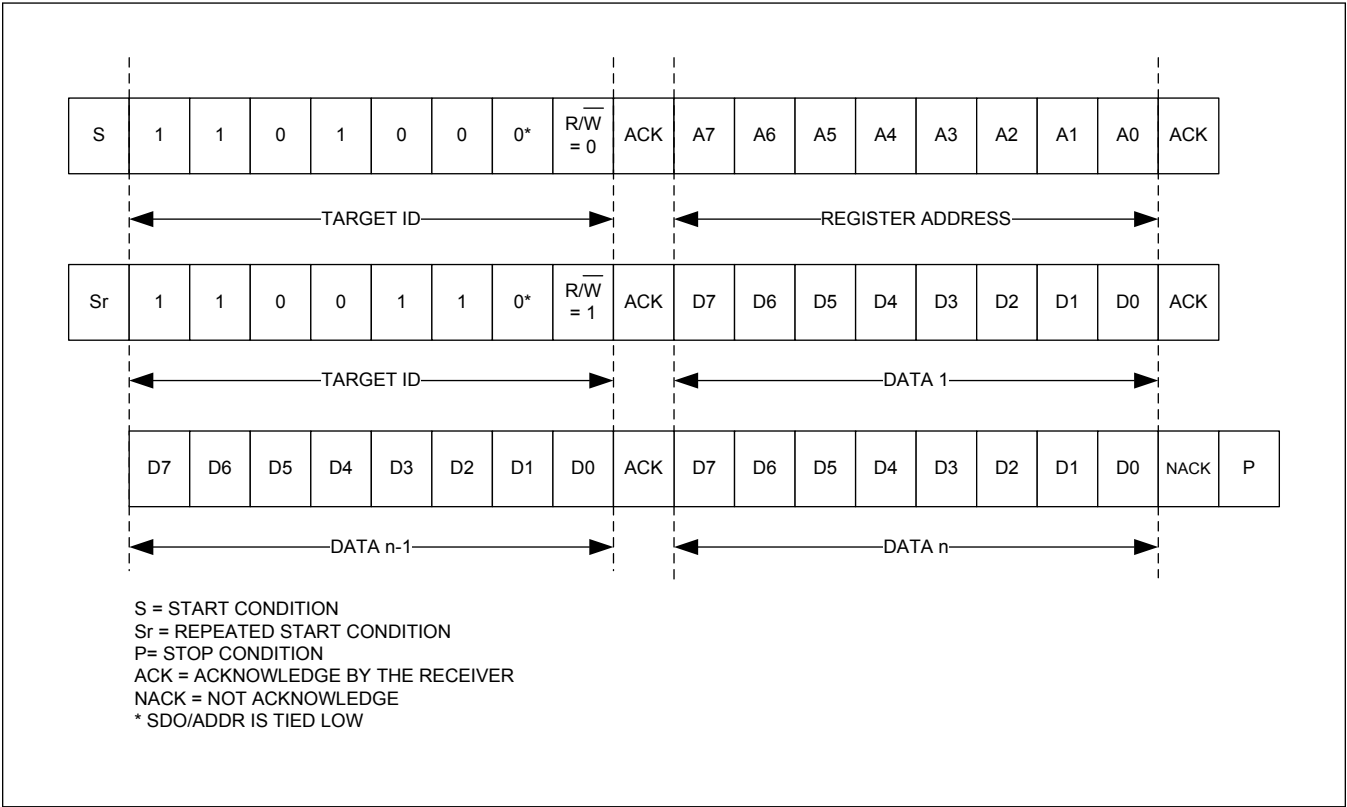 S 1 1 0 1 0 0 0* R/W̅ = 0 ACK A7 A6 A5 A4 A3 A2 A1 A0 ACK
TARGET ID REGISTER ADDRESS
Sr 1 1 0 0 1 1 0* R/W̅ = 1 ACK D7 D6 D5 D4 D3 D2 D1 D0 ACK
TARGET ID DATA 1
D7 D6 D5 D4 D3 D2 D1 D0 ACK D7 D6 D5 D4 D3 D2 D1 D0 NACK P
DATA n-1 DATA n
S = START CONDITION
Sr = REPEATED START CONDITION
P= STOP CONDITION
ACK = ACKNOWLEDGE BY THE RECEIVER
NACK = NOT ACKNOWLEDGE
* SDO/ADDR IS TIED LOW